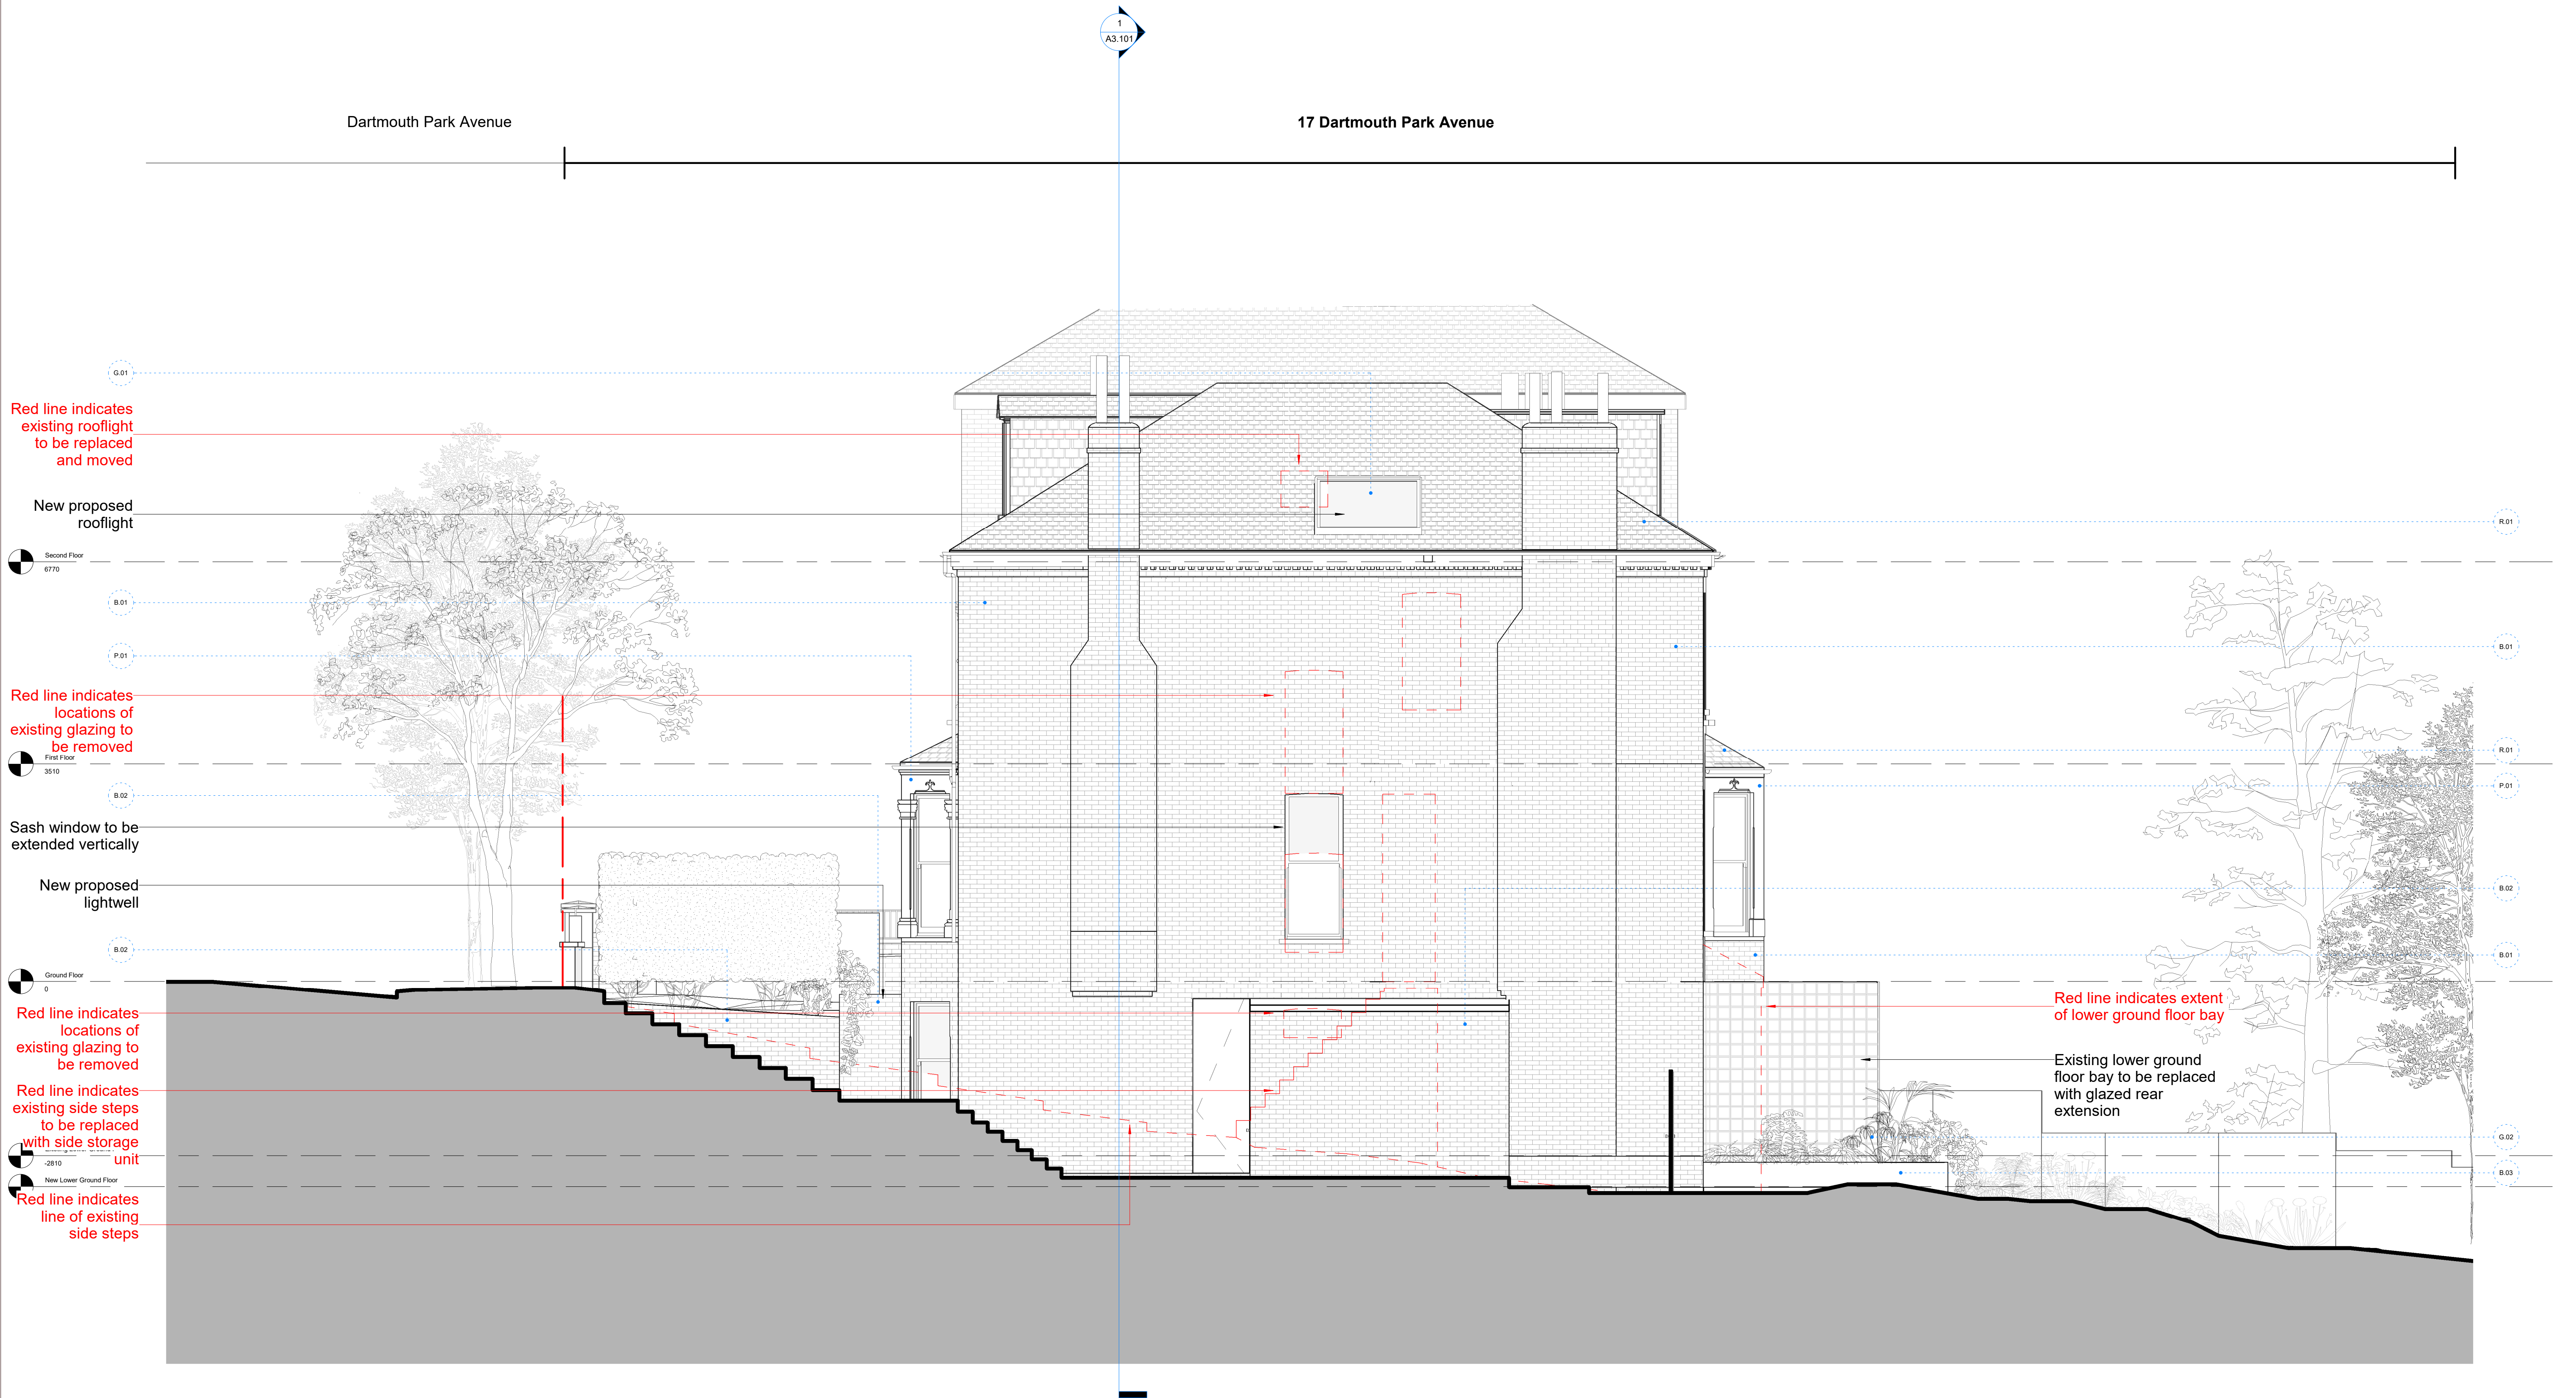 1
A3.101
Dartmouth Park Avenue
17 Dartmouth Park Avenue
G.01
Red line indicates
existing rooflight
to be replaced
and moved
New proposed
rooflight
R.01
Second Floor
6770
B.01
P.01
B.01
Red line indicates
locations of
existing glazing to
be removed
First Floor
3510
R.01
P.01
B.02
Sash window to be
extended vertically
New proposed
lightwell
B.02
B.02
B.01
Ground Floor
0
Red line indicates
locations of
existing glazing to
be removed
Red line indicates extent
of lower ground floor bay
Existing lower ground
floor bay to be replaced
with glazed rear
extension
Red line indicates
existing side steps
to be replaced
with side storage
unit
-2810
G.02
B.03
New Lower Ground Floor
Red line indicates
line of existing
side steps